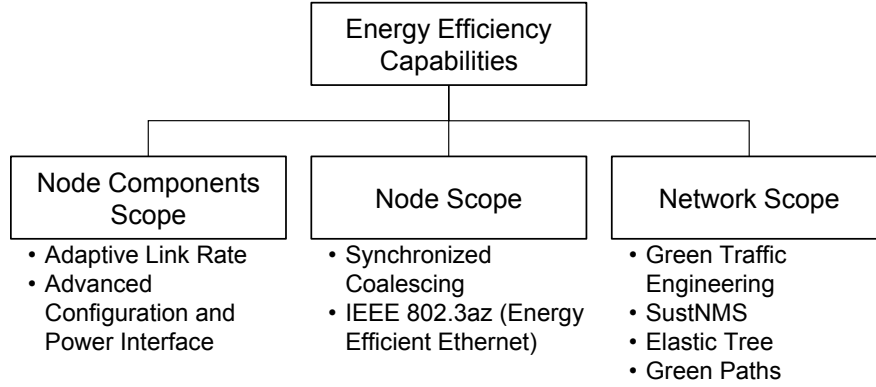 Energy Efficiency
Capabilities
Node Components
Scope
Node Scope
Network Scope
• Adaptive Link Rate
• Advanced
Configuration and
Power Interface
• Synchronized
Coalescing
• IEEE 802.3az (Energy
Efficient Ethernet)
• Green Traffic
Engineering
• SustNMS
• Elastic Tree
• Green Paths